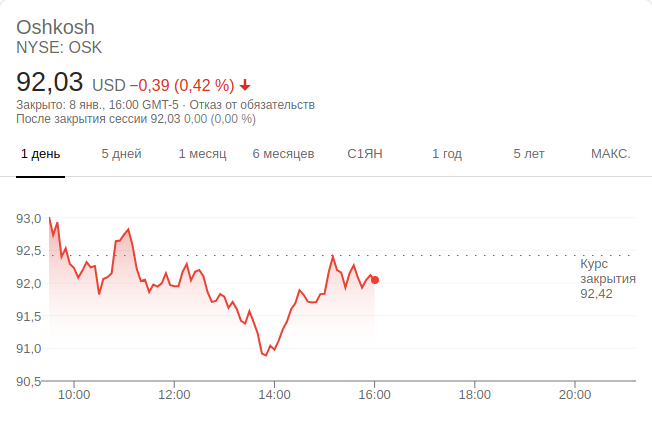 Oshkosh
NYSE: OSK
92,03 USD −0,39 (0,42 %)
Закрыто: 8 янв., 16:00 GMT-5 · Отказ от обязательств
После закрытия сессии 92,03 0,00 (0,00 %)
1 день 5 дней 1 месяц 6 месяцев С1ЯН 1 год 5 лет МАКС.
93,0
92,5
Курс
закрытия
92,42
92,0
91,5
91,0
90,5
10:00 12:00 14:00 16:00 18:00 20:00